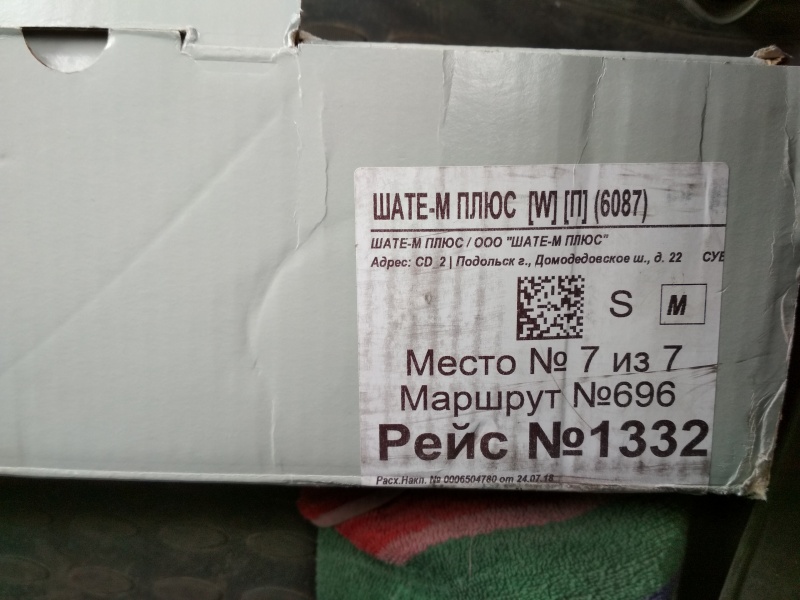 ШАТЕ-М ПЛЮС [W] [П] (6087)
ШАТЕ-М ПЛЮС / ООО "ШАТЕ-М ПЛЮС"
Адрес: CD_2 | Подольск г., Домодедовское ш., д. 22 СУБ
S M
Место № 7 из 7
Маршрут №696
Рейс №1332
Расх.Накл. № 0006504780 от 24.07.18